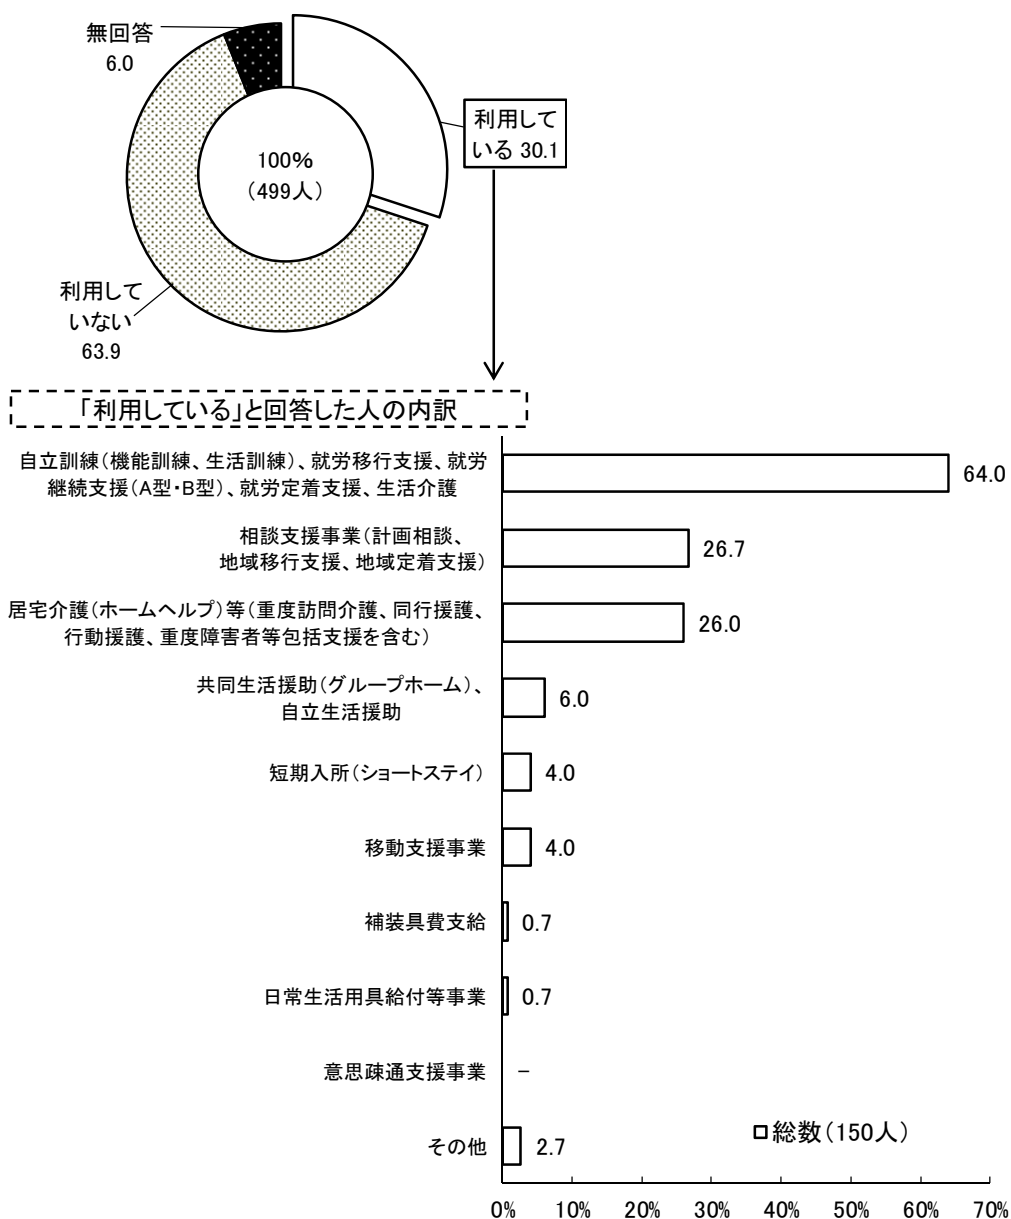 無回答
6.0
利用して
いる 30.1
100%
(499人)
利用して
いない
63.9
「利用している」と回答した人の内訳
自立訓練(機能訓練、生活訓練)、就労移行支援、就労
継続支援(A型・B型)、就労定着支援、生活介護
64.0
相談支援事業(計画相談、
地域移行支援、地域定着支援)
26.7
居宅介護(ホームヘルプ)等(重度訪問介護、同行援護、
行動援護、重度障害者等包括支援を含む)
26.0
共同生活援助(グループホーム)、
自立生活援助
6.0
短期入所(ショートステイ)
4.0
移動支援事業
4.0
補装具費支給
0.7
日常生活用具給付等事業
0.7
意思疎通支援事業
-
その他
2.7
総数(150人)
0% 10% 20% 30% 40% 50% 60% 70%